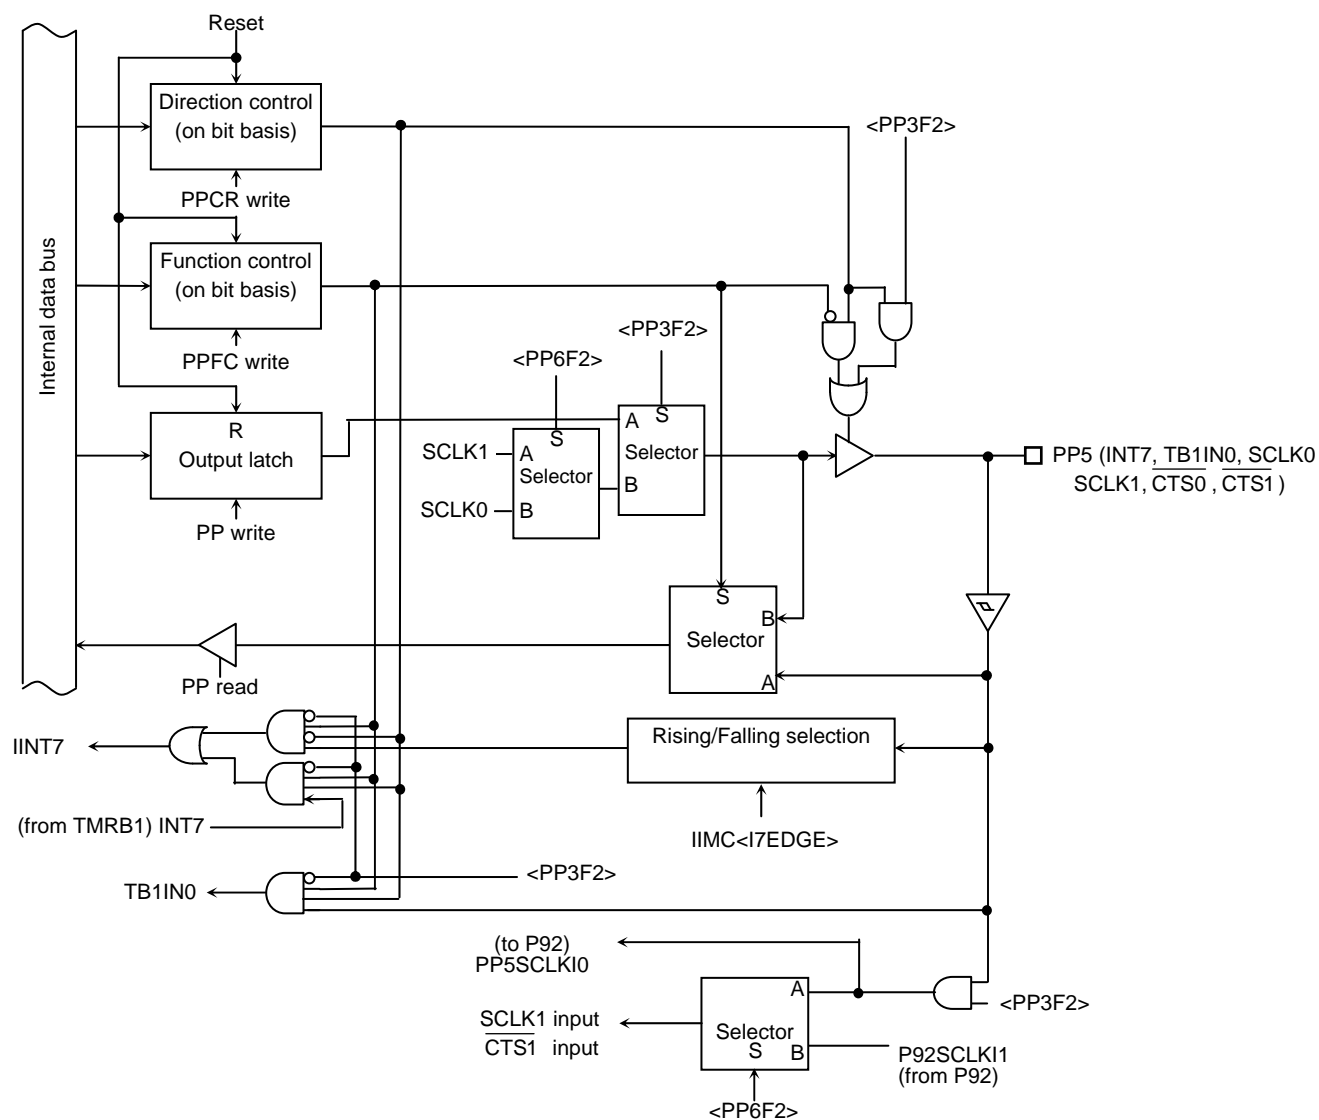 Reset
Internal data bus
Direction control
(on bit basis)
PPCR write
<PP3F2>
Function control
(on bit basis)
PPFC write
<PP3F2>
<PP6F2>
R
Output latch
PP write
S
A
Selector
B
SCLK1
SCLK0
S
A
Selector
B
PP5 (INT7, TB1IN0, SCLK0
SCLK1, CTS0 , CTS1 )
S
B
Selector
A
PP read
IINT7
Rising/Falling selection
(from TMRB1) INT7
IIMC<I7EDGE>
TB1IN0
<PP3F2>
(to P92)
PP5SCLKI0
A
Selector
S
B
<PP3F2>
SCLK1 input
CTS1 input
P92SCLKI1
(from P92)
<PP6F2>